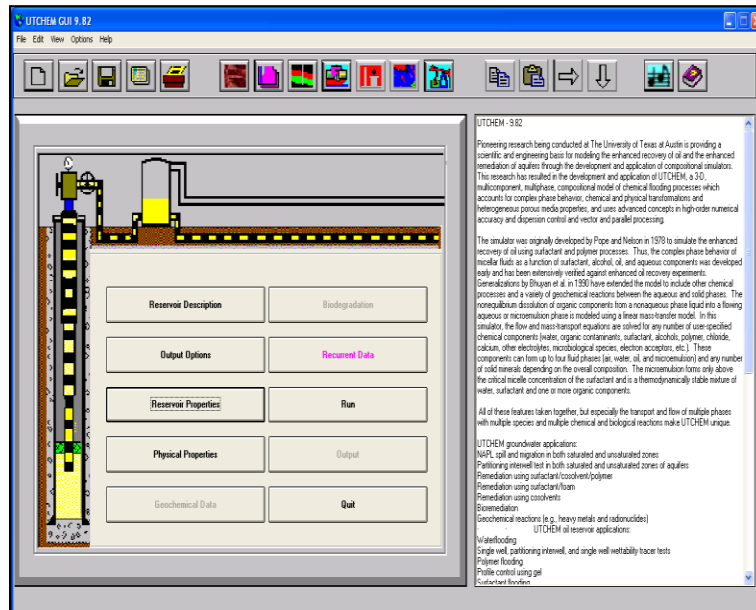 UTCHEM GUI 9.82
File Edit View Options Help
Reservoir Description
Biodegradation
Output Options
Recurrent Data
Reservoir Properties
Run
Physical Properties
Output
Geochemical Data
Quit
UTCHEM - 9.82
Pioneering research being conducted at The University of Texas at Austin is providing a
scientific and engineering basis for modeling the enhanced recovery of oil and the enhanced
remediation of aquifers through the development and application of compositional simulators.
This research has resulted in the development and application of UTCHEM, a 3-D,
multicomponent, multiphase, compositional model of chemical flooding processes which
accounts for complex phase behavior, chemical and physical transformations and
heterogeneous porous media properties, and uses advanced concepts in high-order numerical
accuracy and dispersion control and vector and parallel processing.
The simulator was originally developed by Pope and Nelson in 1978 to simulate the enhanced
recovery of oil using surfactant and polymer processes. Thus, the complex phase behavior of
micellar fluids as a function of surfactant, alcohol, oil, and aqueous components was developed
early and has been extensively verified against enhanced oil recovery experiments.
Generalizations by Bhuyan et al. in 1990 have extended the model to include other chemical
processes and a variety of geochemical reactions between the aqueous and solid phases. The
nonequilibrium dissolution of organic components from a nonaqueous phase liquid into a flowing
aqueous or microemulsion phase is modeled using a linear mass-transfer model. In this
simulator, the flow and mass-transport equations are solved for any number of user-specified
chemical components (water, organic contaminants, surfactant, alcohols, polymer, chloride,
calcium, other electrolytes, microbiological species, electron acceptors, etc.). These
components can form up to four fluid phases (air, water, oil, and microemulsion) and any number
of solid minerals depending on the overall composition. The microemulsion forms only above
the critical micelle concentration of the surfactant and is a thermodynamically stable mixture of
water, surfactant and one or more organic components.
All of these features taken together, but especially the transport and flow of multiple phases
with multiple species and multiple chemical and biological reactions make UTCHEM unique.
UTCHEM groundwater applications:
NAPL spill and migration in both saturated and unsaturated zones
Partitioning interwell test in both saturated and unsaturated zones of aquifers
Remediation using surfactant/cosolvent/polymer
Remediation using surfactant/foam
Remediation using cosolvents
Bioremediation
Geochemical reactions (e.g., heavy metals and radionuclides)
UTCHEM oil reservoir applications:
Waterflooding
Single well, partitioning interwell, and single well wettability tracer tests
Polymer flooding
Profile control using gel
Surfactant flooding